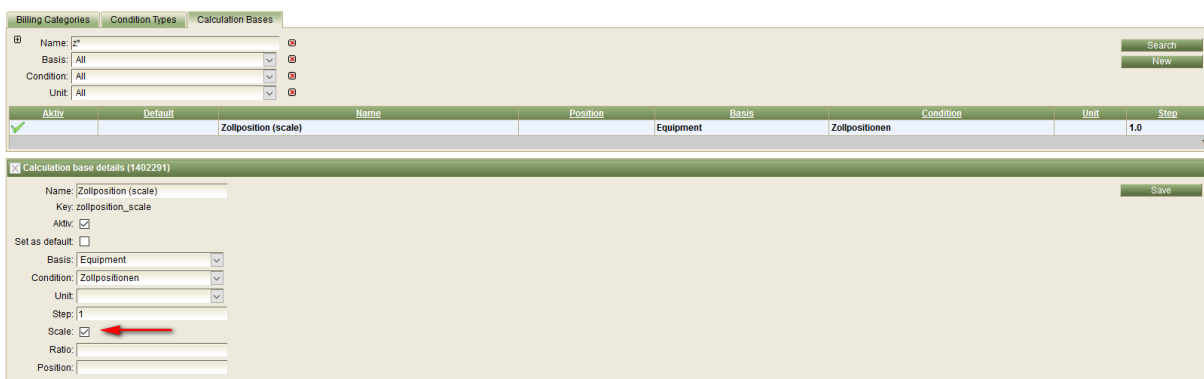 Billing Categories Condition Types Calculation Bases
Name: z*
Search
Basis: All
New
Condition: All
Unit: All
Aktiv Default Name Position Basis Condition Unit Step
Zollposition (scale) Equipment Zollpositionen 1.0
Calculation base details (1402291)
Name: Zollposition (scale)
Save
Key: zollposition_scale
Aktiv:
Set as default:
Basis: Equipment
Condition: Zollpositionen
Unit:
Step: 1
Scale:
Ratio:
Position: